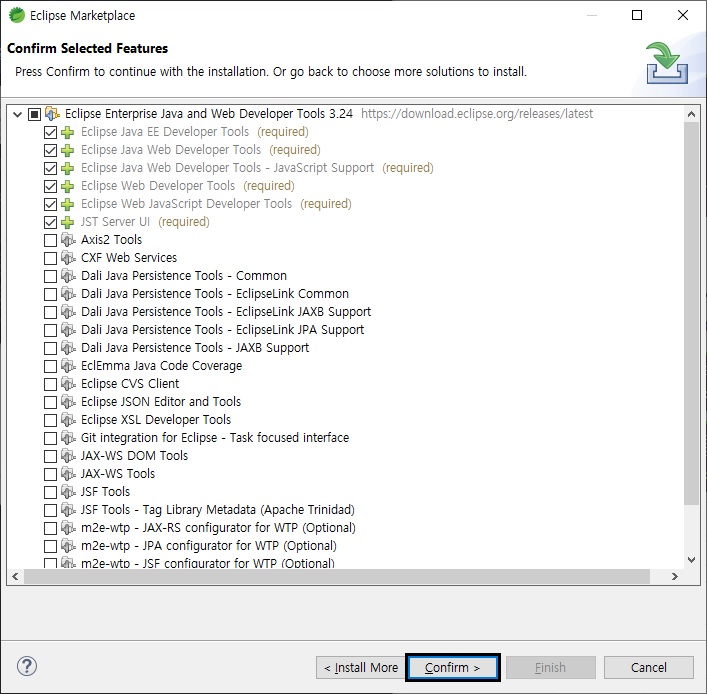 Eclipse Marketplace
Confirm Selected Features
Press Confirm to continue with the installation. Or go back to choose more solutions to install.
Eclipse Enterprise Java and Web Developer Tools 3.24 https://download.eclipse.org/releases/latest
Eclipse Java EE Developer Tools (required)
Eclipse Java Web Developer Tools (required)
Eclipse Java Web Developer Tools - JavaScript Support (required)
Eclipse Web Developer Tools (required)
Eclipse Web JavaScript Developer Tools (required)
JST Server UI (required)
Axis2 Tools
CXF Web Services
Dali Java Persistence Tools - Common
Dali Java Persistence Tools - EclipseLink Common
Dali Java Persistence Tools - EclipseLink JAXB Support
Dali Java Persistence Tools - EclipseLink JPA Support
Dali Java Persistence Tools - JAXB Support
EclEmma Java Code Coverage
Eclipse CVS Client
Eclipse JSON Editor and Tools
Eclipse XSL Developer Tools
Git integration for Eclipse - Task focused interface
JAX-WS DOM Tools
JAX-WS Tools
JSF Tools
JSF Tools - Tag Library Metadata (Apache Trinidad)
m2e-wtp - JAX-RS configurator for WTP (Optional)
m2e-wtp - JPA configurator for WTP (Optional)
m2e-wtp - JSF configurator for WTP (Optional)
< Install More Confirm > Finish Cancel